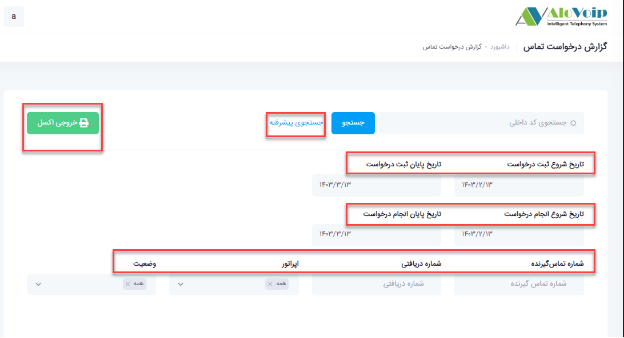 a
AloVoip
Intelligent Telephony System
گزارش درخواست تماس | داشبورد - گزارش درخواست تماس
جستجوی کد داخلی
جستجو
جستجوی پیشرفته
خروجی اکسل
تاریخ شروع ثبت درخواست
تاریخ پایان ثبت درخواست
۱۴۰۳/۲/۱۳
۱۴۰۳/۳/۱۳
تاریخ شروع انجام درخواست
تاریخ پایان انجام درخواست
۱۴۰۳/۲/۱۳
۱۴۰۳/۳/۱۳
شماره تماس‌گیرنده
شماره دریافتی
اپراتور
وضعیت
شماره تماس گیرنده
شماره دریافتی
همه ×
همه ×